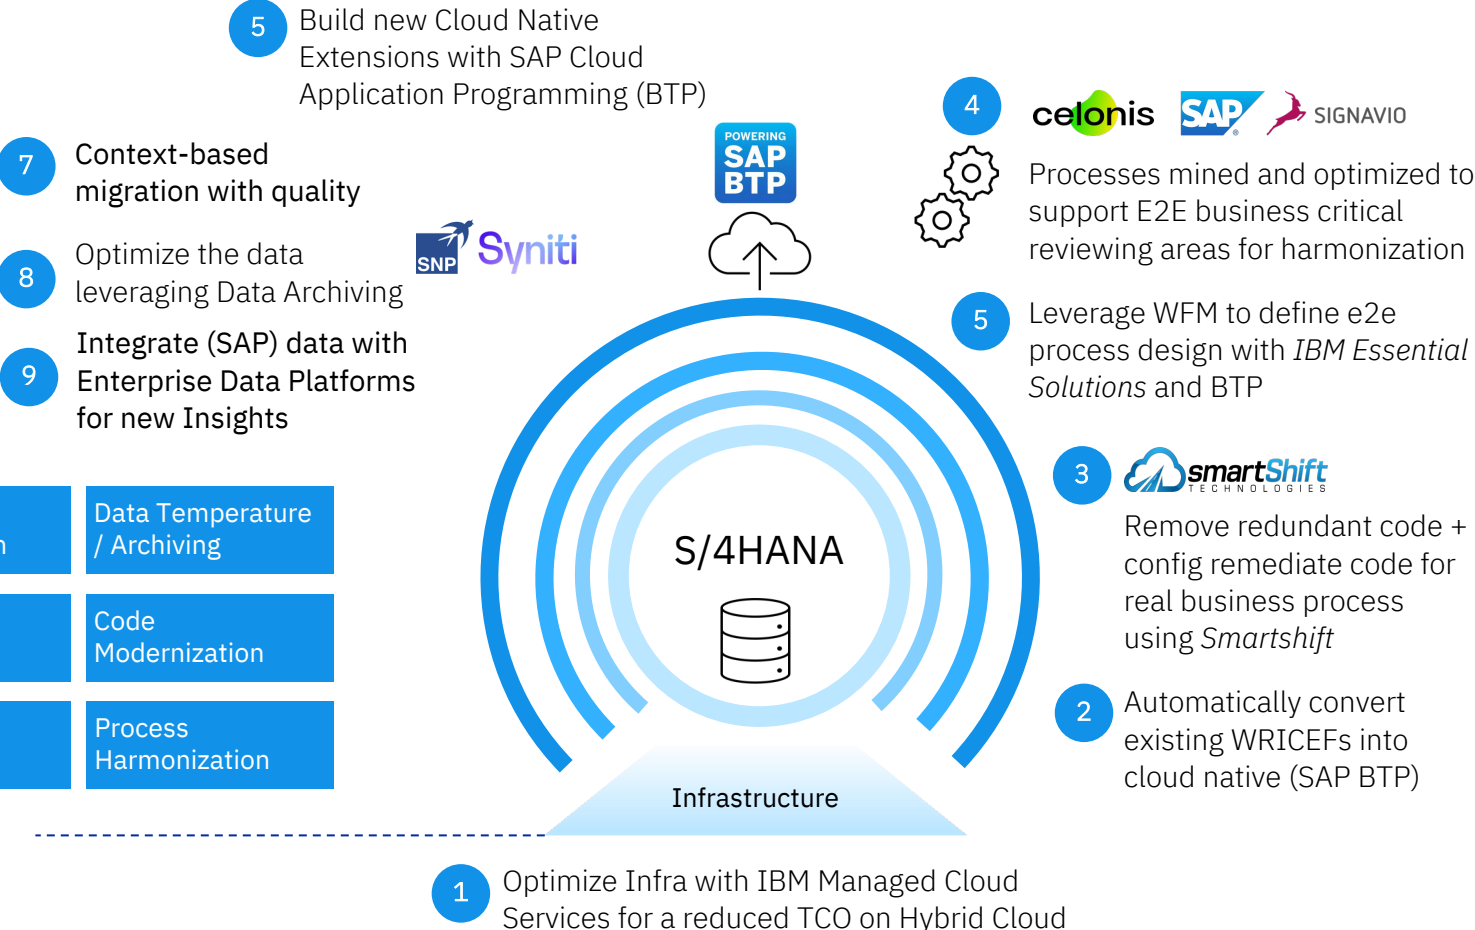 5
Build new Cloud Native
Extensions with SAP Cloud
Application Programming (BTP)
POWERING
SAP
BTP
4
celonis SAP SIGNAVIO
Processes mined and optimized to
support E2E business critical
reviewing areas for harmonization
5
Leverage WFM to define e2e
process design with IBM Essential
Solutions and BTP
3
smartShift
TECHNOLOGIES
Remove redundant code +
config remediate code for
real business process
using Smartshift
2
Automatically convert
existing WRICEFs into
cloud native (SAP BTP)
7
Context-based
migration with quality
8
Optimize the data
leveraging Data Archiving
SNP Syniti
9
Integrate (SAP) data with
Enterprise Data Platforms
for new Insights
Data Temperature
/ Archiving
Code
Modernization
Process
Harmonization
S/4HANA
Infrastructure
1
Optimize Infra with IBM Managed Cloud
Services for a reduced TCO on Hybrid Cloud